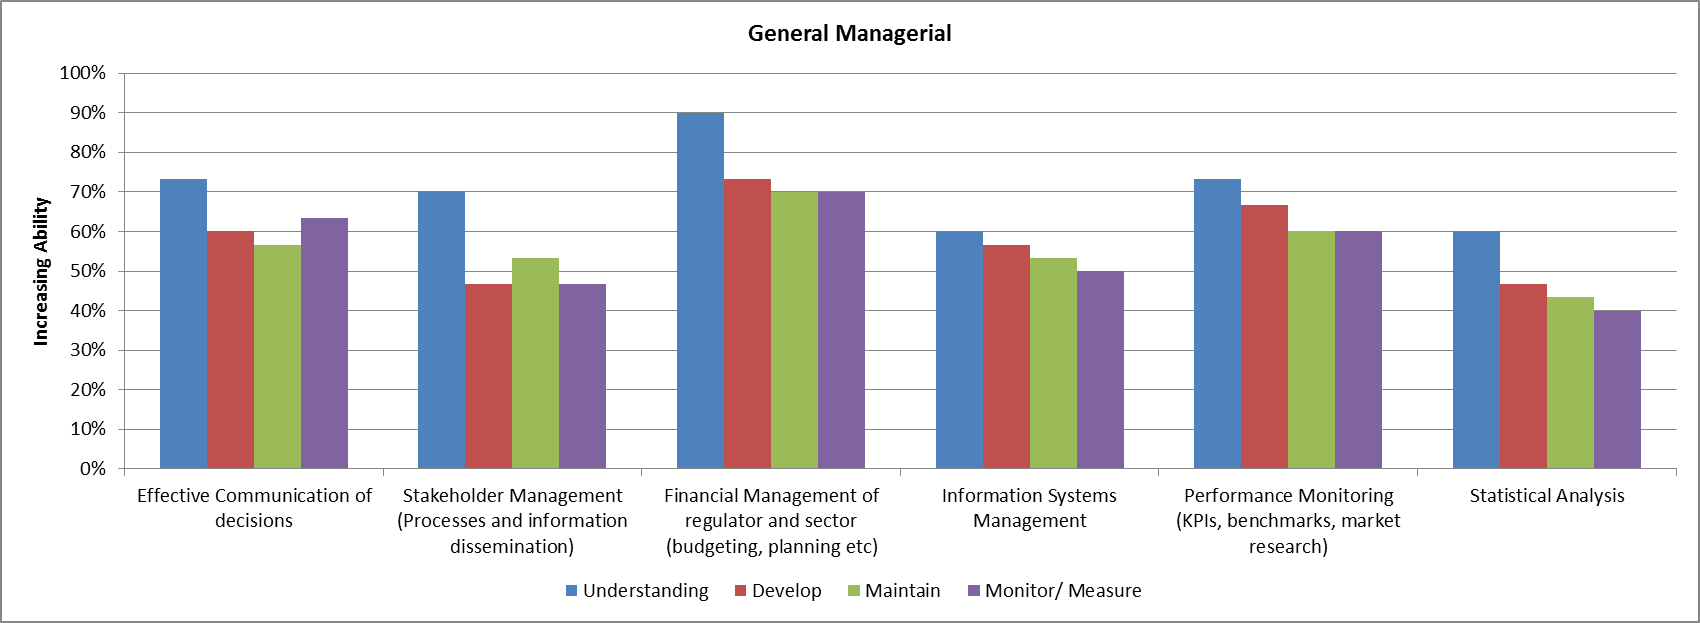 General Managerial
100%
90%
80%
70%
60%
50%
40%
30%
20%
10%
0%
Increasing Ability
Effective Communication of
decisions
Stakeholder Management
(Processes and information
dissemination)
Financial Management of
regulator and sector
(budgeting, planning etc)
Information Systems
Management
Performance Monitoring
(KPIs, benchmarks, market
research)
Statistical Analysis
Understanding
Develop
Maintain
Monitor/ Measure